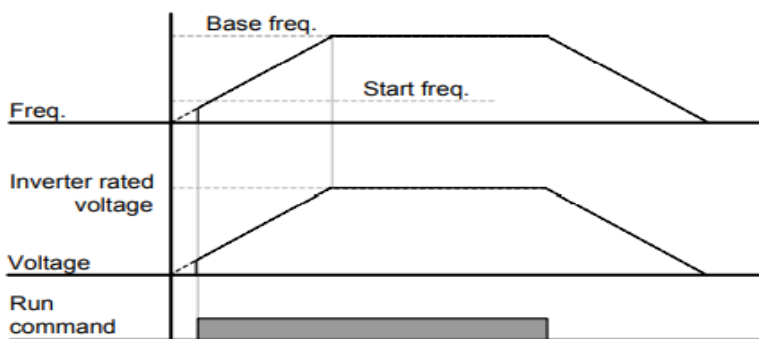 Base freq.
Start freq.
Freq.
Inverter rated
voltage
Voltage
Run
command